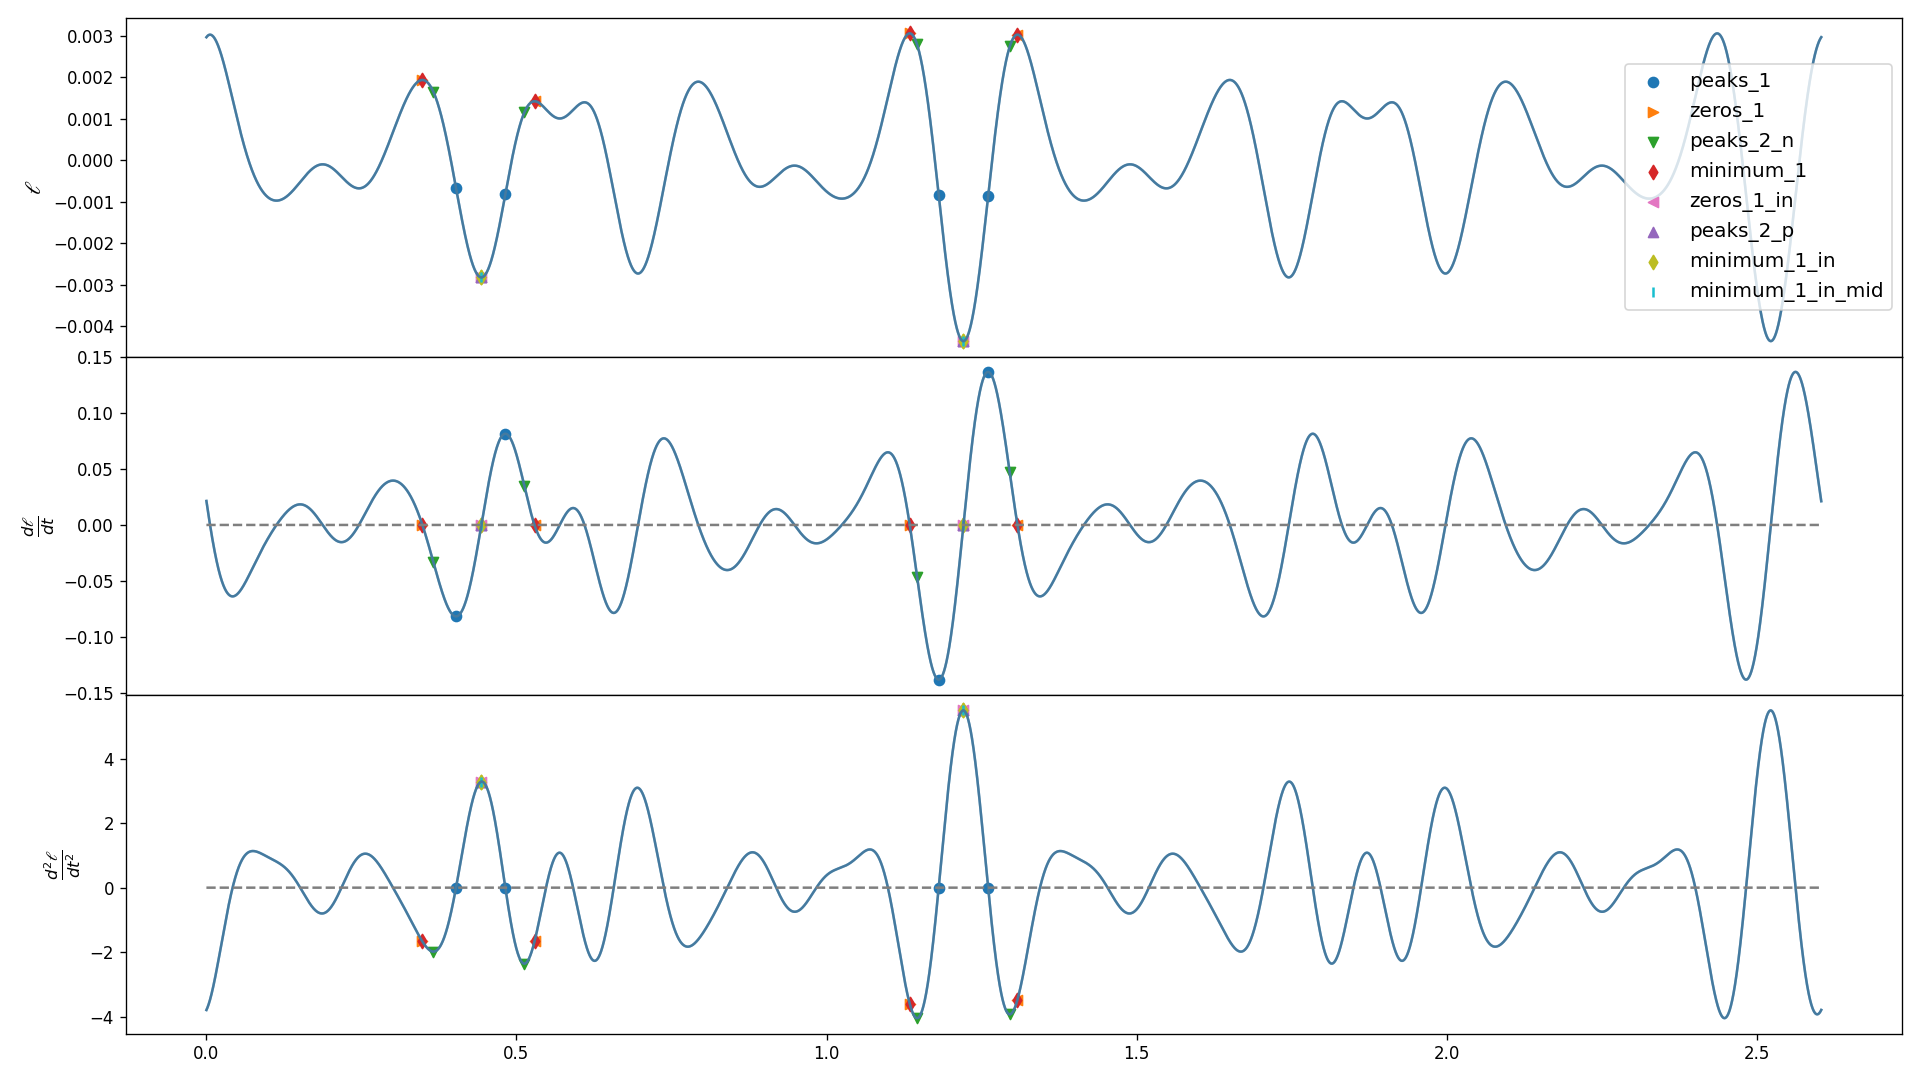 0.003
0.002
0.001
0.000
−0.001
−0.002
−0.003
−0.004
ℓ
peaks_1
zeros_1
peaks_2_n
minimum_1
zeros_1_in
peaks_2_p
minimum_1_in
minimum_1_in_mid
0.15
0.10
0.05
0.00
−0.05
−0.10
−0.15
dℓ
dt
4
2
0
−2
−4
d²ℓ
dt²
0.0 0.5 1.0 1.5 2.0 2.5